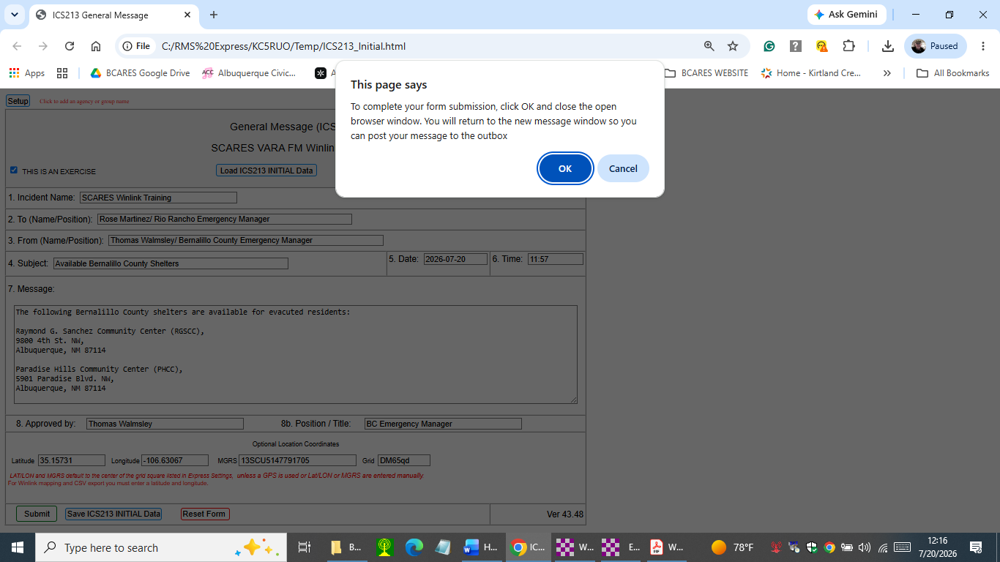 ICS213 General Message
Ask Gemini
File
C:/RMS%20Express/KC5RUO/Temp/ICS213_Initial.html
Paused
Apps
BCARES Google Drive
ACC Albuquerque Civic...
BCARES WEBSITE
Home - Kirtland Cre...
All Bookmarks
This page says
To complete your form submission, click OK and close the open
browser window. You will return to the new message window so you
can post your message to the outbox
OK
Cancel
Setup
Click to add an agency or group name
General Message (ICS
SCARES VARA FM Winlin
THIS IS AN EXERCISE
Load ICS213 INITIAL Data
1. Incident Name: SCARES Winlink Training
2. To (Name/Position): Rose Martinez/ Rio Rancho Emergency Manager
3. From (Name/Position): Thomas Walmsley/ Bernalillo County Emergency Manager
4. Subject: Available Bernalillo County Shelters
5. Date: 2026-07-20
6. Time: 11:57
7. Message:
The following Bernalillo County shelters are available for evacuted residents:
Raymond G. Sanchez Community Center (RGSCC),
9800 4th St. NW,
Albuquerque, NM 87114
Paradise Hills Community Center (PHCC),
5901 Paradise Blvd. NW,
Albuquerque, NM 87114
8. Approved by: Thomas Walmsley
8b. Position / Title: BC Emergency Manager
Optional Location Coordinates
Latitude 35.15731 Longitude -106.63067 MGRS 13SCU5147791705 Grid DM65qd
LAT/LON and MGRS default to the center of the grid square listed in Express Settings, unless a GPS is used or Lat/LON or MGRS are entered manually.
For Winlink mapping and CSV export you must enter a latitude and longitude.
Submit
Save ICS213 INITIAL Data
Reset Form
Ver 43.48
Type here to search
B...
H...
IC...
W...
E...
W...
78°F
12:16
7/20/2026